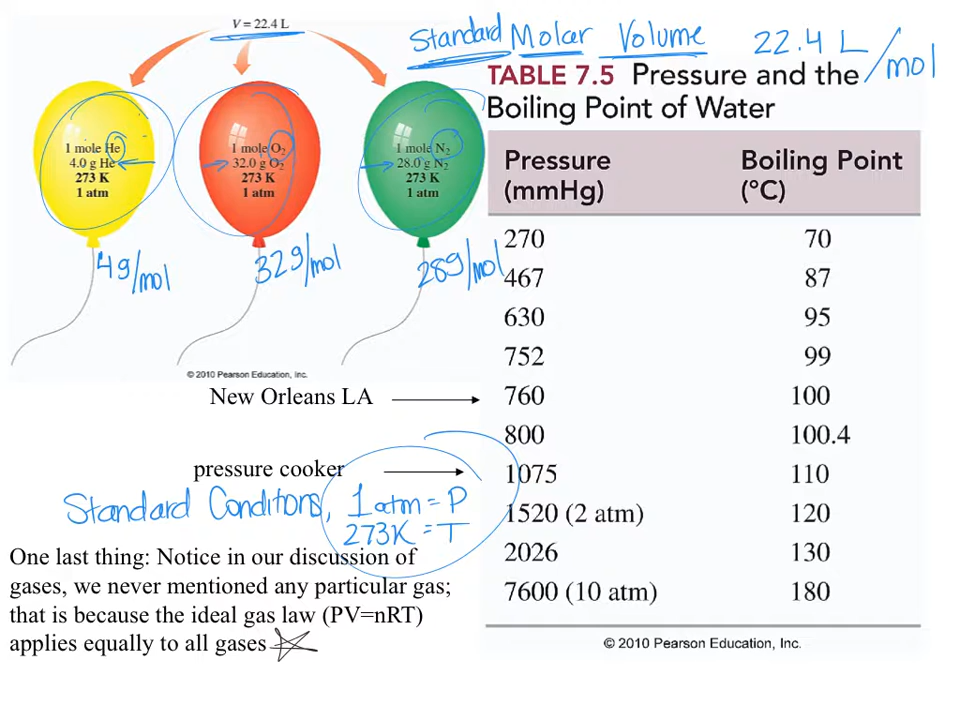 V = 22.4 L
Standard Molar Volume 22.4 L/mol
1 mole He
4.0 g He
273 K
1 atm
1 mole O₂
32.0 g O₂
273 K
1 atm
1 mole N₂
28.0 g N₂
273 K
1 atm
4g/mol
32g/mol
28g/mol
© 2010 Pearson Education, Inc.
TABLE 7.5 Pressure and the
Boiling Point of Water
Pressure Boiling Point
(mmHg) (°C)
270 70
467 87
630 95
752 99
New Orleans LA 760 100
800 100.4
pressure cooker 1075 110
1520 (2 atm) 120
2026 130
7600 (10 atm) 180
© 2010 Pearson Education, Inc.
Standard Conditions, 1 atm = P
273K = T
One last thing: Notice in our discussion of
gases, we never mentioned any particular gas;
that is because the ideal gas law (PV=nRT)
applies equally to all gases